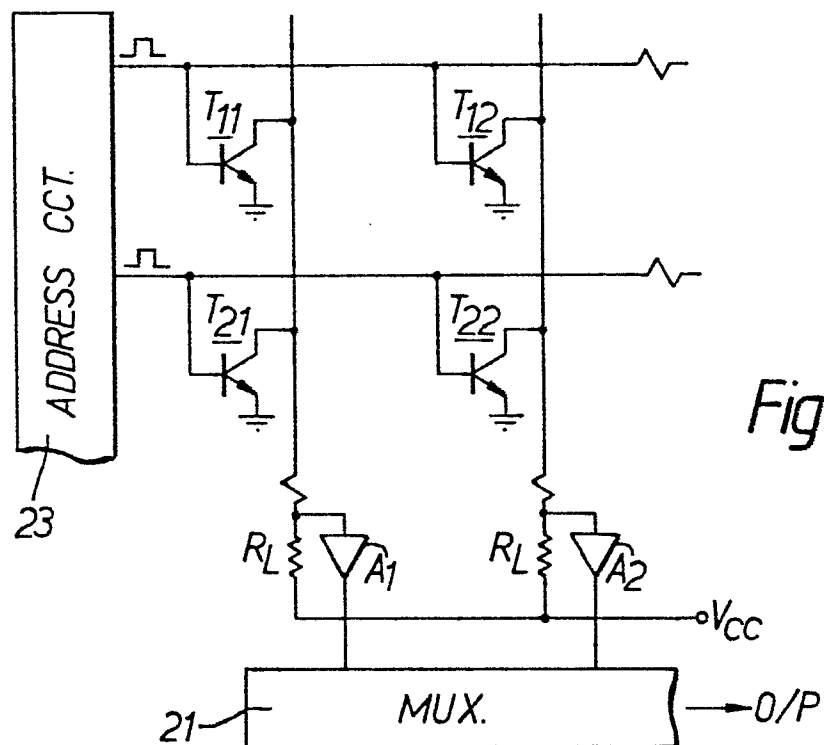 ADDRESS CCT.
T11
T12
T21
T22
Fig
23
RL
A1
RL
A2
VCC
21
MUX.
O/P